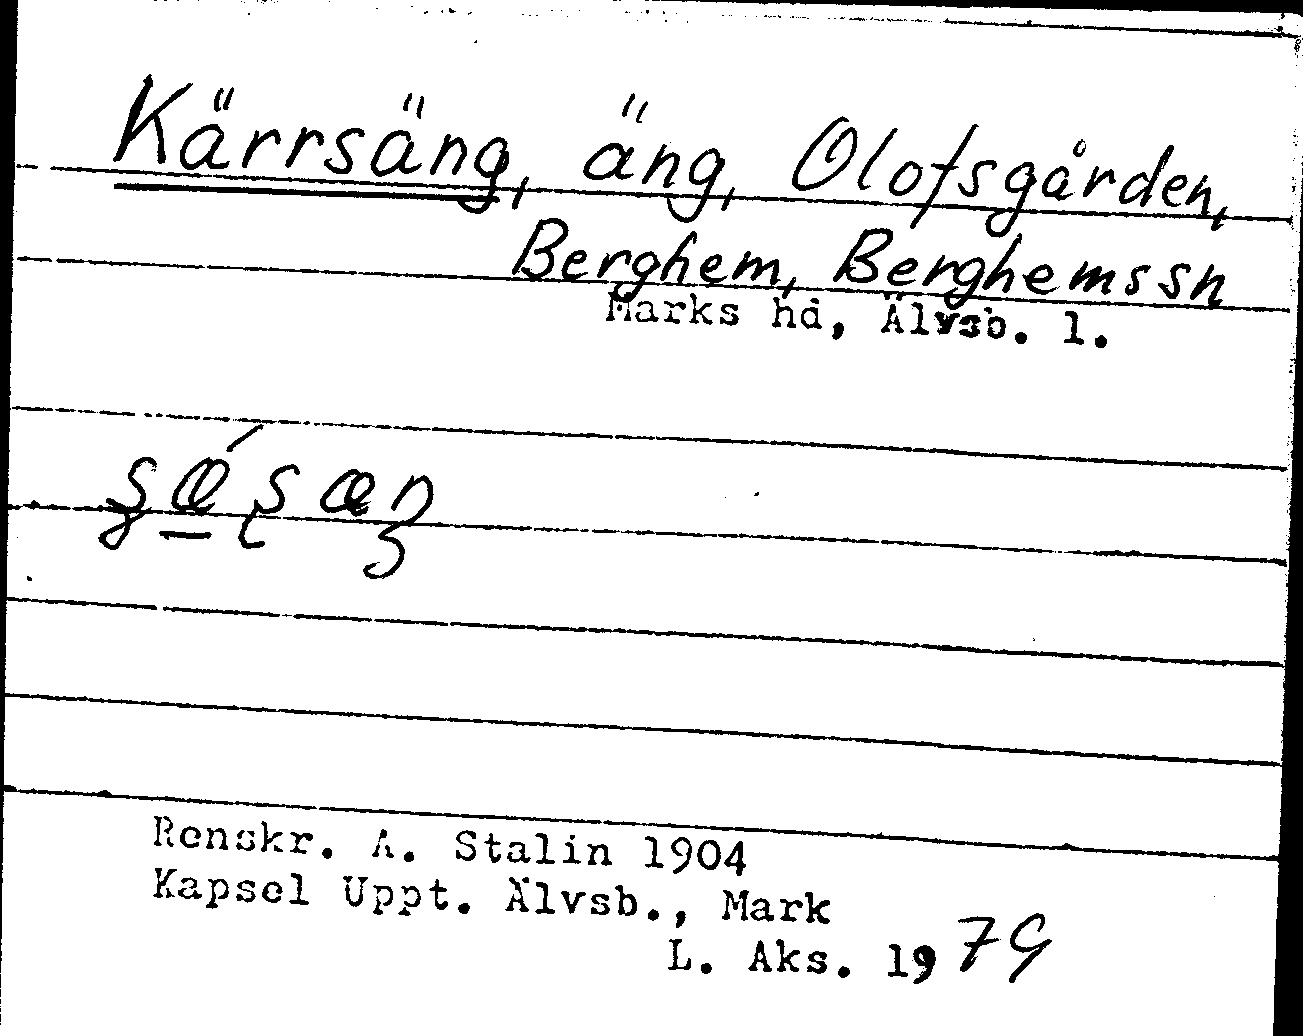 Kärrsäng, äng, Olofsgården,
Berghem, Berghemssn
Marks hd, Älvsb. l.
Renskr. A. Stalin 1904
Kapsel Uppt. Älvsb., Mark
L. Aks. 1979